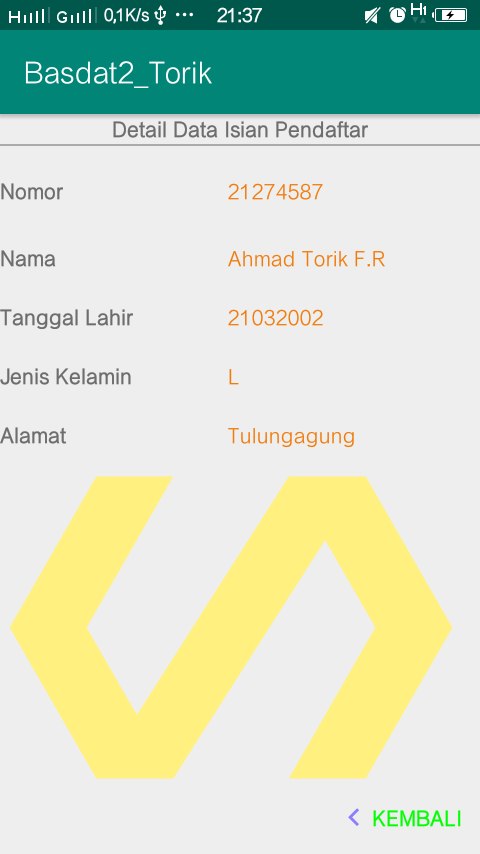 0,1K/s 21:37
Basdat2_Torik
Detail Data Isian Pendaftar
Nomor 21274587
Nama Ahmad Torik F.R
Tanggal Lahir 21032002
Jenis Kelamin L
Alamat Tulungagung
KEMBALI